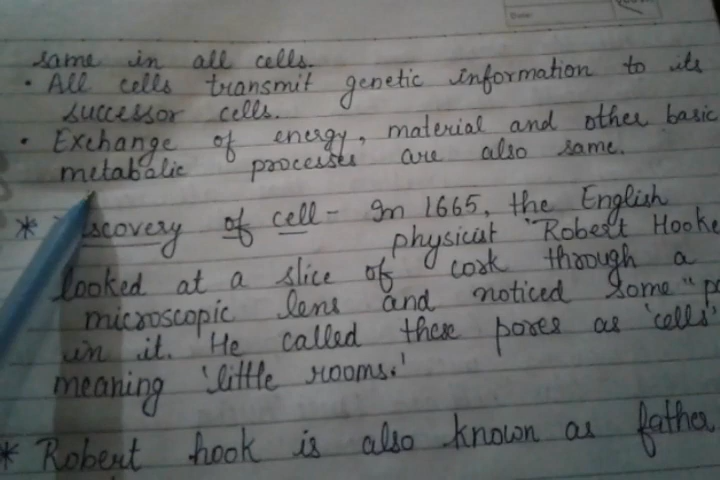 same in all cells.
• All cells transmit genetic information to its
successor cells.
• Exchange of energy, material and other basic
metabolic processes are also same.
* Discovery of cell - In 1665, the English
physicist "Robert Hooke
looked at a slice of cork through a
microscopic lens and noticed some "po
in it. He called these pores as 'cells'
meaning 'little rooms.'
* Robert hook is also known as father